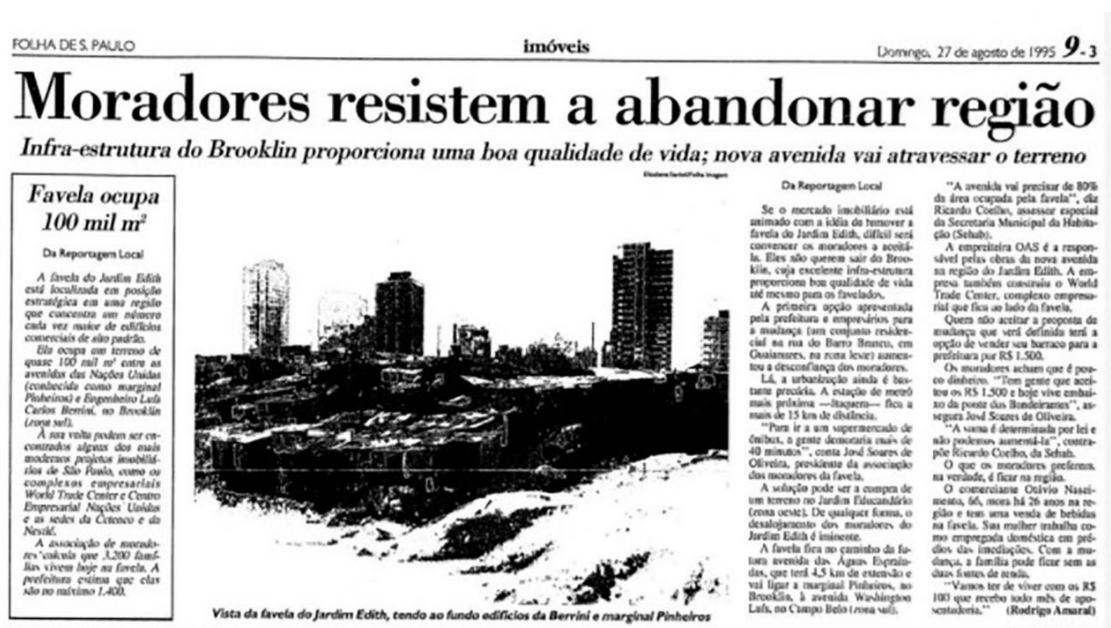 FOLHA DE S. PAULO
imóveis
Domingo, 27 de agosto de 1995 9-3
Moradores resistem a abandonar região
Infra-estrutura do Brooklin proporciona uma boa qualidade de vida; nova avenida vai atravessar o terreno
Favela ocupa
100 mil m²
Da Reportagem Local
A favela do Jardim Edith
está localizada em posição
estratégica em uma região
que concentra um número
cada vez maior de edifícios
comerciais de alto padrão.
Ela ocupa um terreno de
quase 100 mil m² entre as
avenidas das Nações Unidas
(conhecida como marginal
Pinheiros) e Engenheiro Luís
Carlos Berrini, no Brooklin
(zona sul).
À sua volta podem ser en-
contrados alguns dos mais
modernos projetos imobiliá-
rios de São Paulo, como os
complexos empresariais
World Trade Center e Centro
Empresarial Nações Unidas
e as sedes da Cetenco e da
Nestlé.
A associação de morado-
res calcula que 3.200 famí-
lias vivem hoje na favela. A
prefeitura estima que elas
são no máximo 1.400.
Vista da favela do Jardim Edith, tendo ao fundo edifícios da Berrini e marginal Pinheiros
Da Reportagem Local
Se o mercado imobiliário está
animado com a idéia de remover a
favela do Jardim Edith, difícil será
convencer os moradores a aceitá-
la. Eles não querem sair do Broo-
klin, cuja excelente infra-estrutura
proporciona boa qualidade de vida
até mesmo para os favelados.
A primeira opção apresentada
pela prefeitura e empresários para
a mudança (um conjunto residen-
cial na rua do Barro Branco, em
Guaianazes, na zona leste) aumen-
tou a desconfiança dos moradores.
Lá, a urbanização ainda é bas-
tante precária. A estação de metrô
mais próxima —Itaquera— fica a
mais de 15 km de distância.
"Para ir a um supermercado de
ônibus, a gente demoraria mais de
40 minutos", conta José Soares de
Oliveira, presidente da associação
dos moradores da favela.
A solução pode ser a compra de
um terreno no Jardim Educandário
(zona oeste). De qualquer forma, o
desalojamento dos moradores do
Jardim Edith é iminente.
A favela fica no caminho da fu-
tura avenida das Águas Espraia-
das, que terá 4,5 km de extensão e
vai ligar a marginal Pinheiros, no
Brooklin, à avenida Washington
Luís, no Campo Belo (zona sul).
"A avenida vai precisar de 80%
da área ocupada pela favela", diz
Ricardo Coelho, assessor especial
da Secretaria Municipal da Habita-
ção (Sehab).
A empreiteira OAS é a respon-
sável pelas obras da nova avenida
na região do Jardim Edith. A em-
presa também construiu o World
Trade Center, complexo empresa-
rial que fica ao lado da favela.
Quem não aceitar a proposta de
mudança que será definida terá a
opção de vender seu barraco para a
prefeitura por R$ 1.500.
Os moradores acham que é pou-
co dinheiro. "Tem gente que acei-
tou os R$ 1.500 e hoje vive embai-
xo da ponte dos Bandeirantes", as-
segura José Soares de Oliveira.
"A soma é determinada por lei e
não podemos aumentá-la", contra-
põe Ricardo Coelho, da Sehab.
O que os moradores preferem,
na verdade, é ficar na região.
O comerciante Otávio Nasci-
mento, 66, mora há 26 anos na re-
gião e tem uma venda de bebidas
na favela. Sua mulher trabalha co-
mo empregada doméstica em pré-
dios das imediações. Com a mu-
dança, a família pode ficar sem as
duas fontes de renda.
"Vamos ter de viver com os R$
100 que recebo todo mês de apo-
sentadoria." (Rodrigo Amaral)